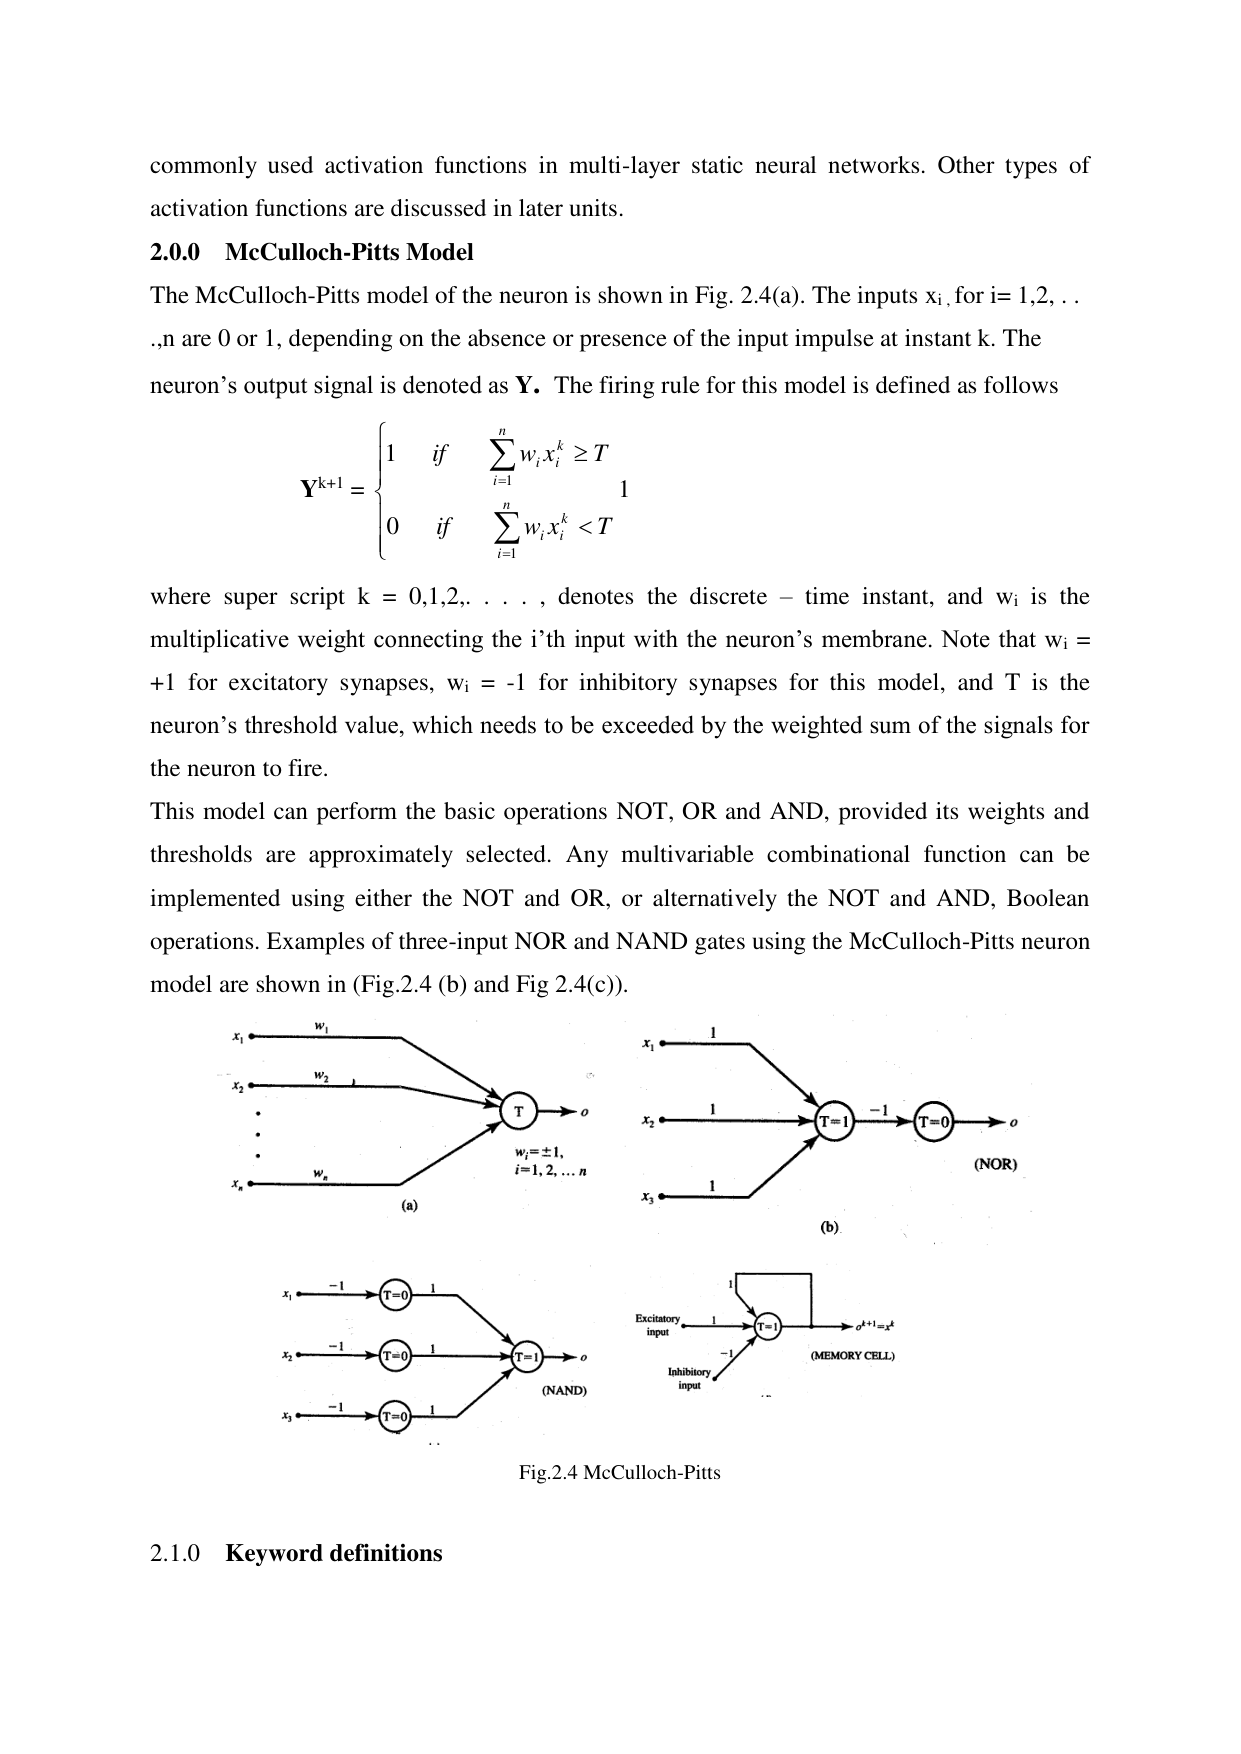 commonly used activation functions in multi-layer static neural networks. Other types of
activation functions are discussed in later units.
2.0.0 McCulloch-Pitts Model
The McCulloch-Pitts model of the neuron is shown in Fig. 2.4(a). The inputs xi , for i= 1,2, . .
.,n are 0 or 1, depending on the absence or presence of the input impulse at instant k. The
neuron’s output signal is denoted as Y. The firing rule for this model is defined as follows
Y^{k+1} = { 1 if \sum_{i=1}^{n} w_i x_i^k ≥ T
0 if \sum_{i=1}^{n} w_i x_i^k < T 1
where super script k = 0,1,2,. . . . , denotes the discrete – time instant, and wi is the
multiplicative weight connecting the i’th input with the neuron’s membrane. Note that wi =
+1 for excitatory synapses, wi = -1 for inhibitory synapses for this model, and T is the
neuron’s threshold value, which needs to be exceeded by the weighted sum of the signals for
the neuron to fire.
This model can perform the basic operations NOT, OR and AND, provided its weights and
thresholds are approximately selected. Any multivariable combinational function can be
implemented using either the NOT and OR, or alternatively the NOT and AND, Boolean
operations. Examples of three-input NOR and NAND gates using the McCulloch-Pitts neuron
model are shown in (Fig.2.4 (b) and Fig 2.4(c)).
x1 w1
x2 w2
T o
wi=±1,
i=1, 2, ... n
xn wn
(a)
x1 1
x2 1 T=1 −1 T=0 o
(NOR)
x3 1
(b)
x1 −1 T=0 1
x2 −1 T=0 1 T=1 o
(NAND)
x3 −1 T=0 1
1
Excitatory
input
1 T=1 o^{k+1}=x^k
−1
(MEMORY CELL)
Inhibitory
input
Fig.2.4 McCulloch-Pitts
2.1.0 Keyword definitions